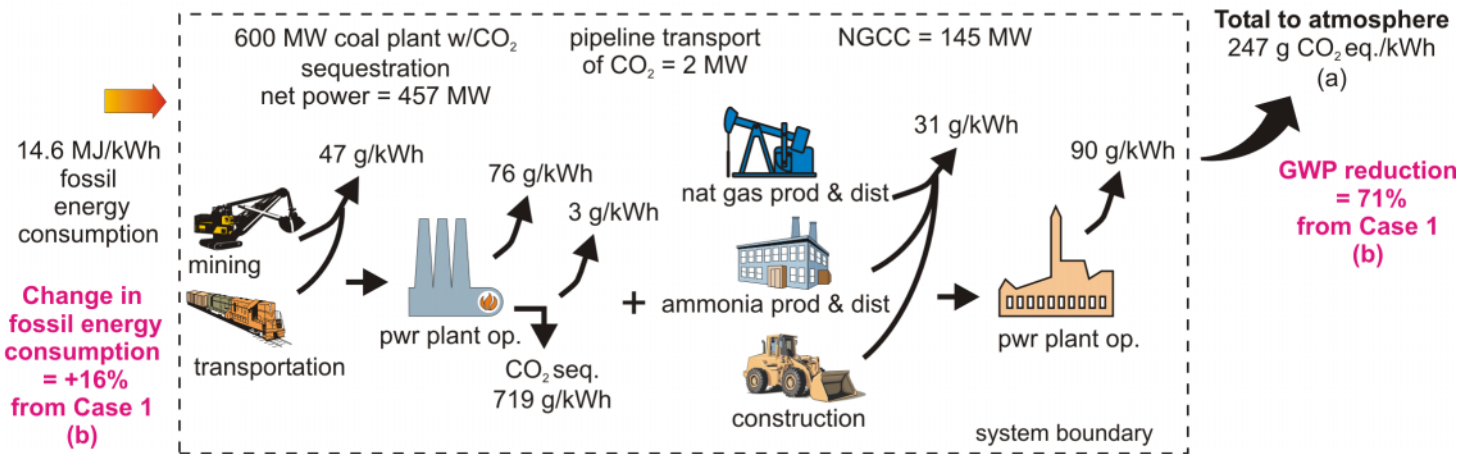 600 MW coal plant w/CO2
sequestration
net power = 457 MW
pipeline transport
of CO2 = 2 MW
NGCC = 145 MW
Total to atmosphere
247 g CO2 eq./kWh
(a)
14.6 MJ/kWh
fossil
energy
consumption
Change in
fossil energy
consumption
= +16%
from Case 1
(b)
47 g/kWh
mining
transportation
76 g/kWh
3 g/kWh
pwr plant op.
CO2 seq.
719 g/kWh
+
31 g/kWh
nat gas prod & dist
ammonia prod & dist
construction
90 g/kWh
pwr plant op.
system boundary
GWP reduction
= 71%
from Case 1
(b)